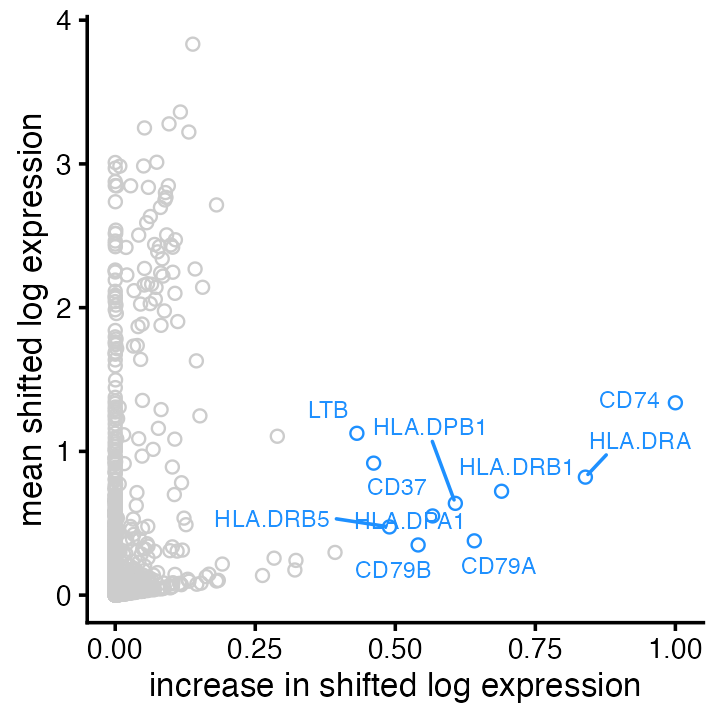 4
3
2
1
0
mean shifted log expression
LTB
HLA.DPB1
CD74
HLA.DRA
HLA.DRB1
CD37
HLA.DRB5
HLA.DPA1
CD79B
CD79A
0.00 0.25 0.50 0.75 1.00
increase in shifted log expression